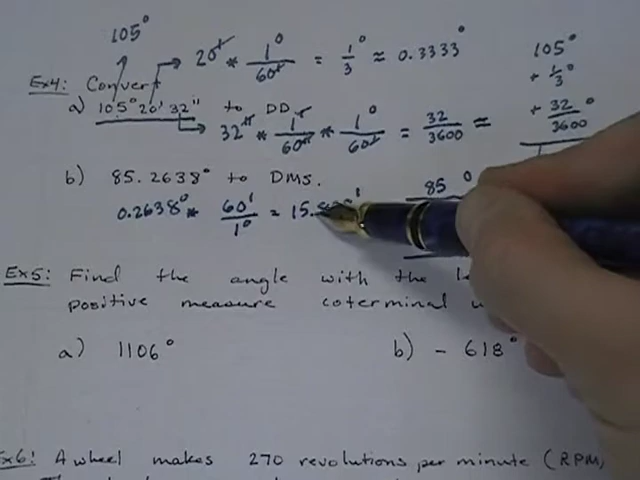 105°
20' * 1°/60' = 1°/3 ≈ 0.3333°
105°
+ 1/3°
+ 32/3600°
Ex4: Convert
a) 105° 20' 32" to DD
32" * 1'/60" * 1°/60' = 32/3600 ≈
b) 85.2638° to DMS.
85°
0.2638° * 60'/1° = 15.
Ex5: Find the angle with the
positive measure coterminal
a) 1106°
b) - 618°
Ex6: A wheel makes 270 revolutions per minute (RPM,